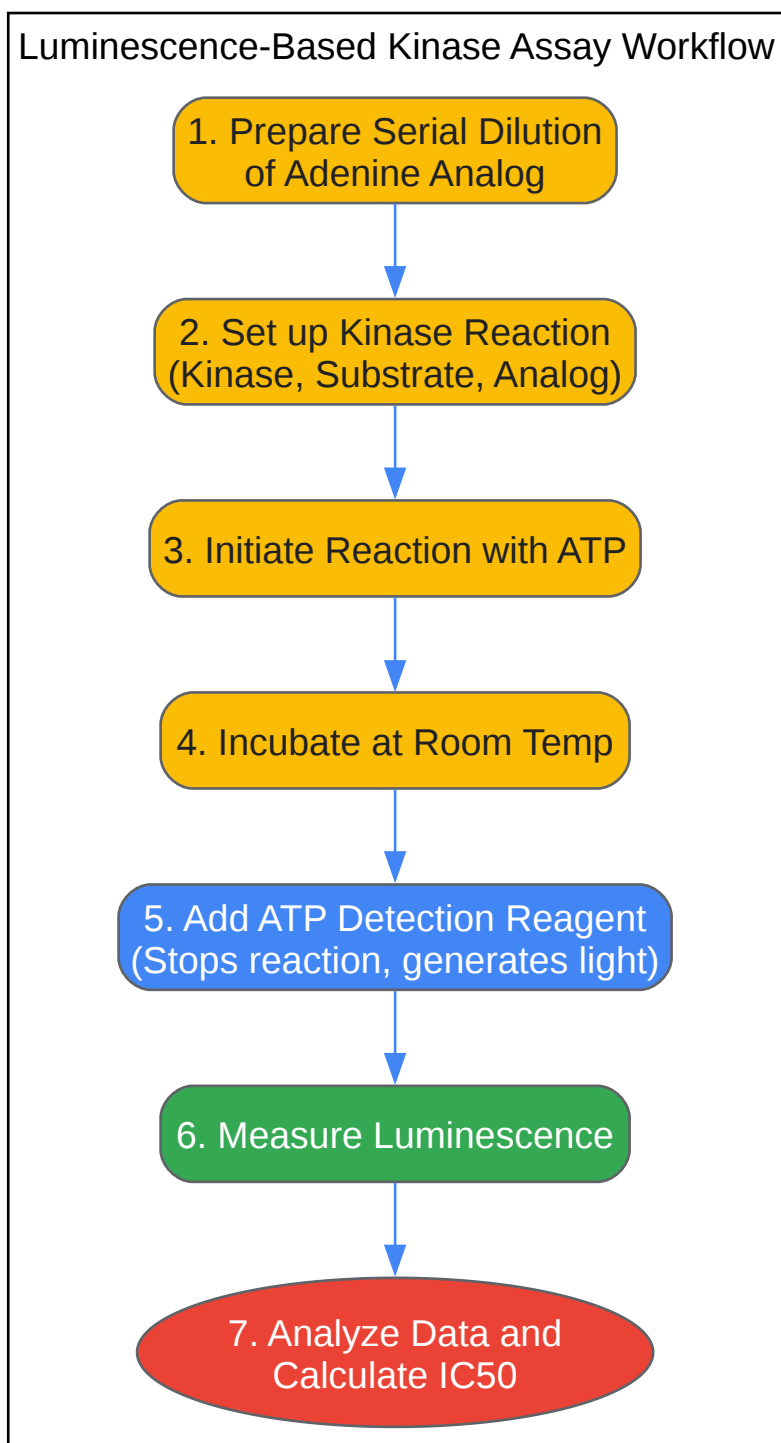 Luminescence-Based Kinase Assay Workflow
1. Prepare Serial Dilution
of Adenine Analog
2. Set up Kinase Reaction
(Kinase, Substrate, Analog)
3. Initiate Reaction with ATP
4. Incubate at Room Temp
5. Add ATP Detection Reagent
(Stops reaction, generates light)
6. Measure Luminescence
7. Analyze Data and
Calculate IC50